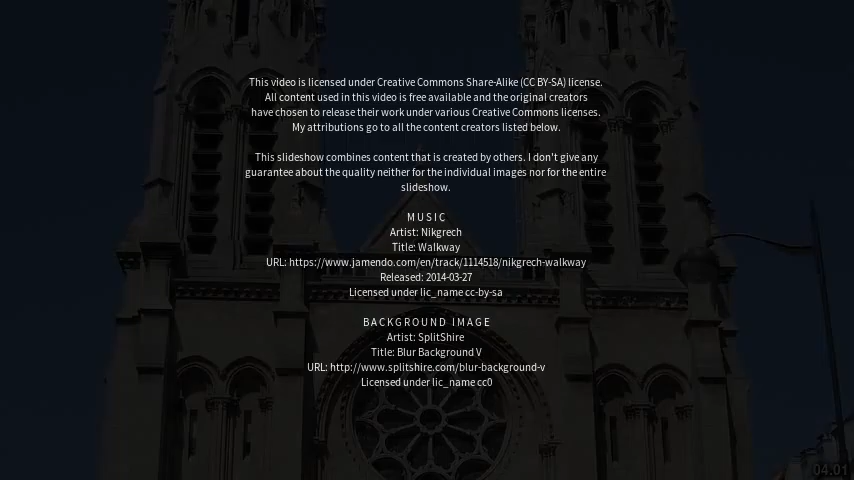 This video is licensed under Creative Commons Share-Alike (CC BY-SA) license.
All content used in this video is free available and the original creators
have chosen to release their work under various Creative Commons licenses.
My attributions go to all the content creators listed below.
This slideshow combines content that is created by others. I don't give any
guarantee about the quality neither for the individual images nor for the entire
slideshow.
MUSIC
Artist: Nikgrech
Title: Walkway
URL: https://www.jamendo.com/en/track/1114518/nikgrech-walkway
Released: 2014-03-27
Licensed under lic_name cc-by-sa
BACKGROUND IMAGE
Artist: SplitShire
Title: Blur Background V
URL: http://www.splitshire.com/blur-background-v
Licensed under lic_name cc0
04.01